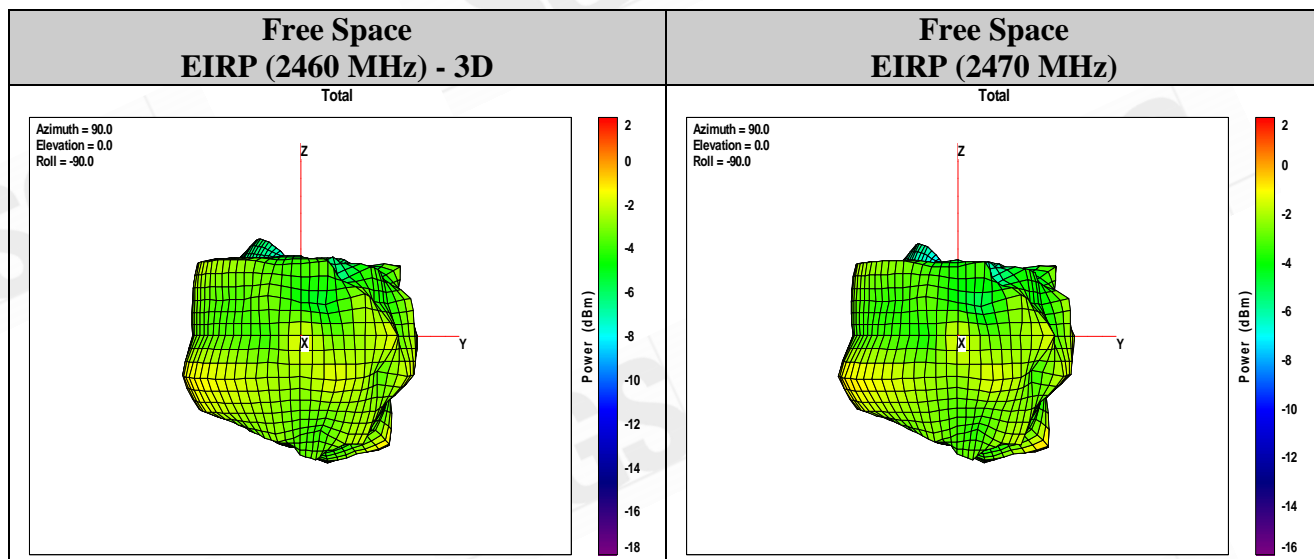 Free Space
EIRP (2460 MHz) - 3D
Free Space
EIRP (2470 MHz)
Total
Azimuth = 90.0
Elevation = 0.0
Roll = -90.0
Z
X
Y
2
0
-2
-4
-6
-8
-10
-12
-14
-16
-18
Power (dBm)
Total
Azimuth = 90.0
Elevation = 0.0
Roll = -90.0
Z
X
Y
2
0
-2
-4
-6
-8
-10
-12
-14
-16
Power (dBm)